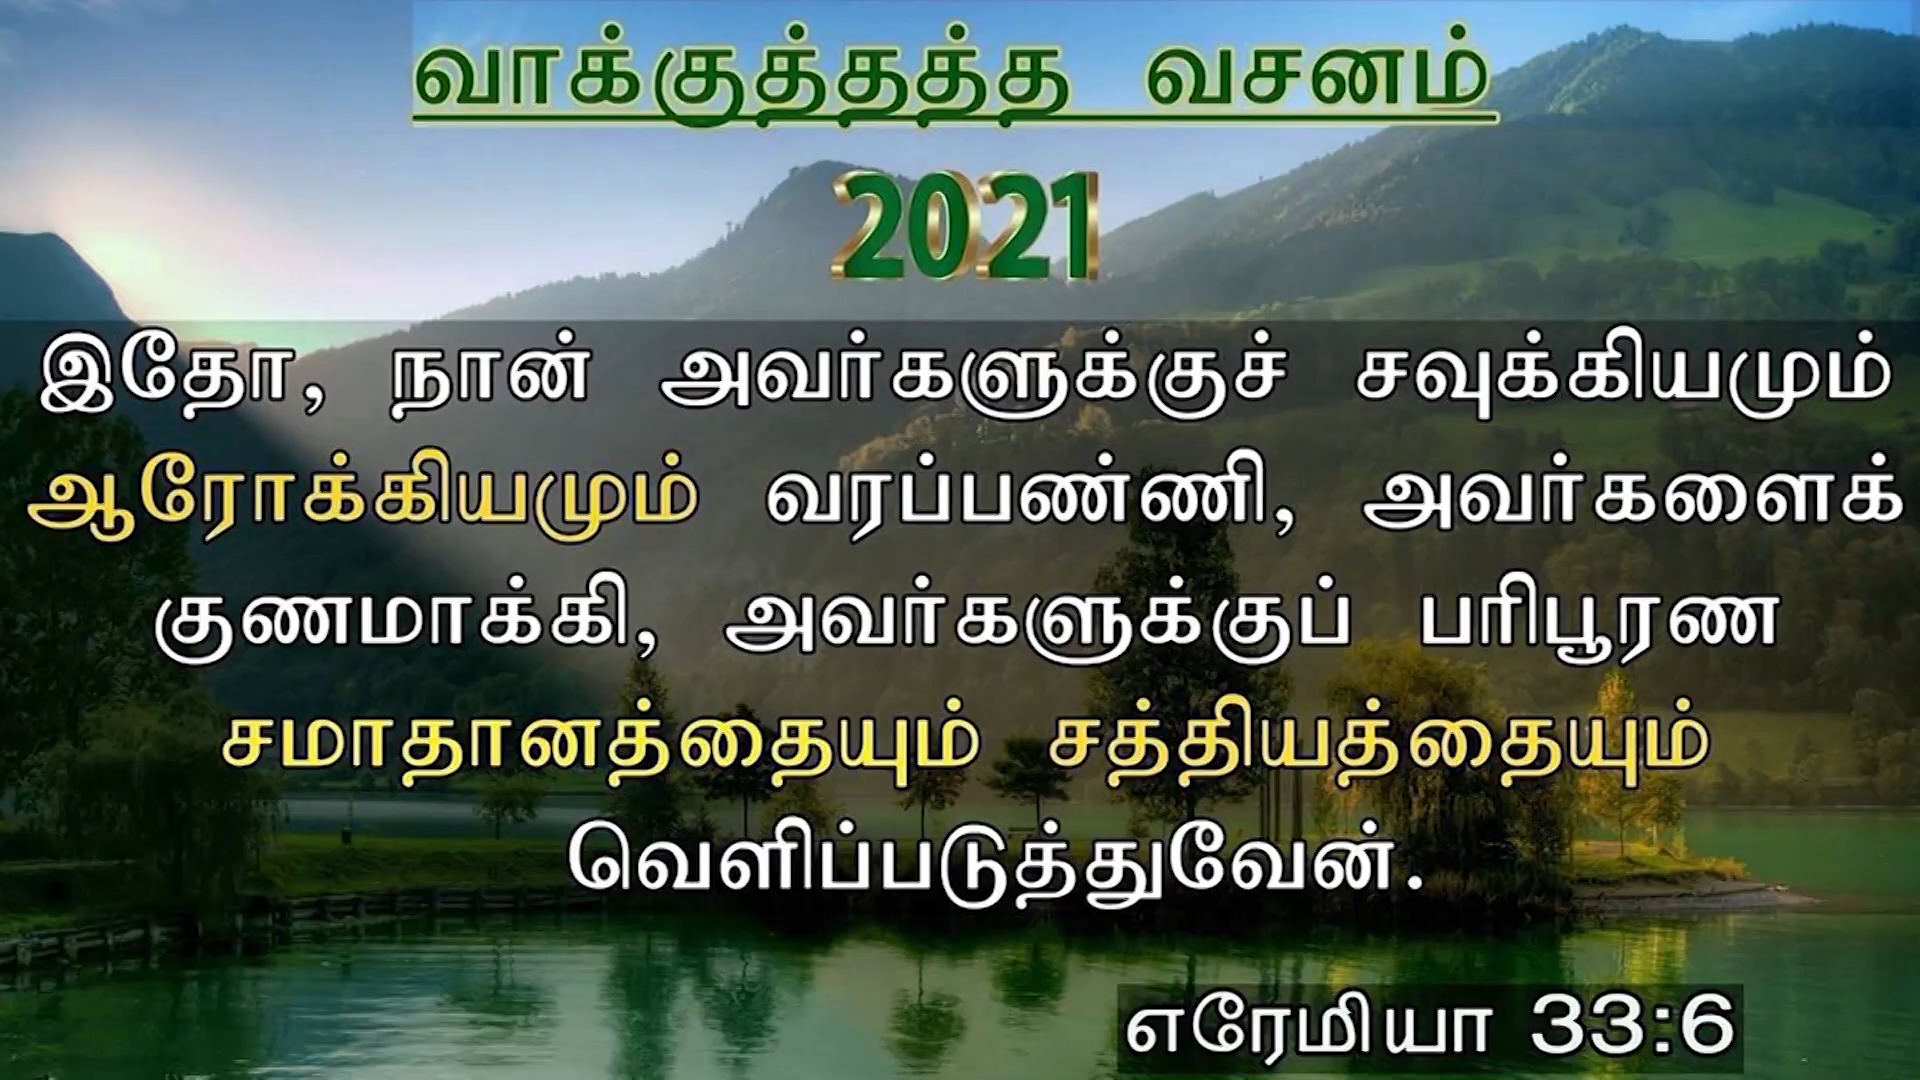 வாக்குத்தத்த வசனம்
2021
இதோ, நான் அவர்களுக்குச் சவுக்கியமும்
ஆரோக்கியமும் வரப்பண்ணி, அவர்களைக்
குணமாக்கி, அவர்களுக்குப் பரிபூரண
சமாதானத்தையும் சத்தியத்தையும்
வெளிப்படுத்துவேன்.
எரேமியா 33:6